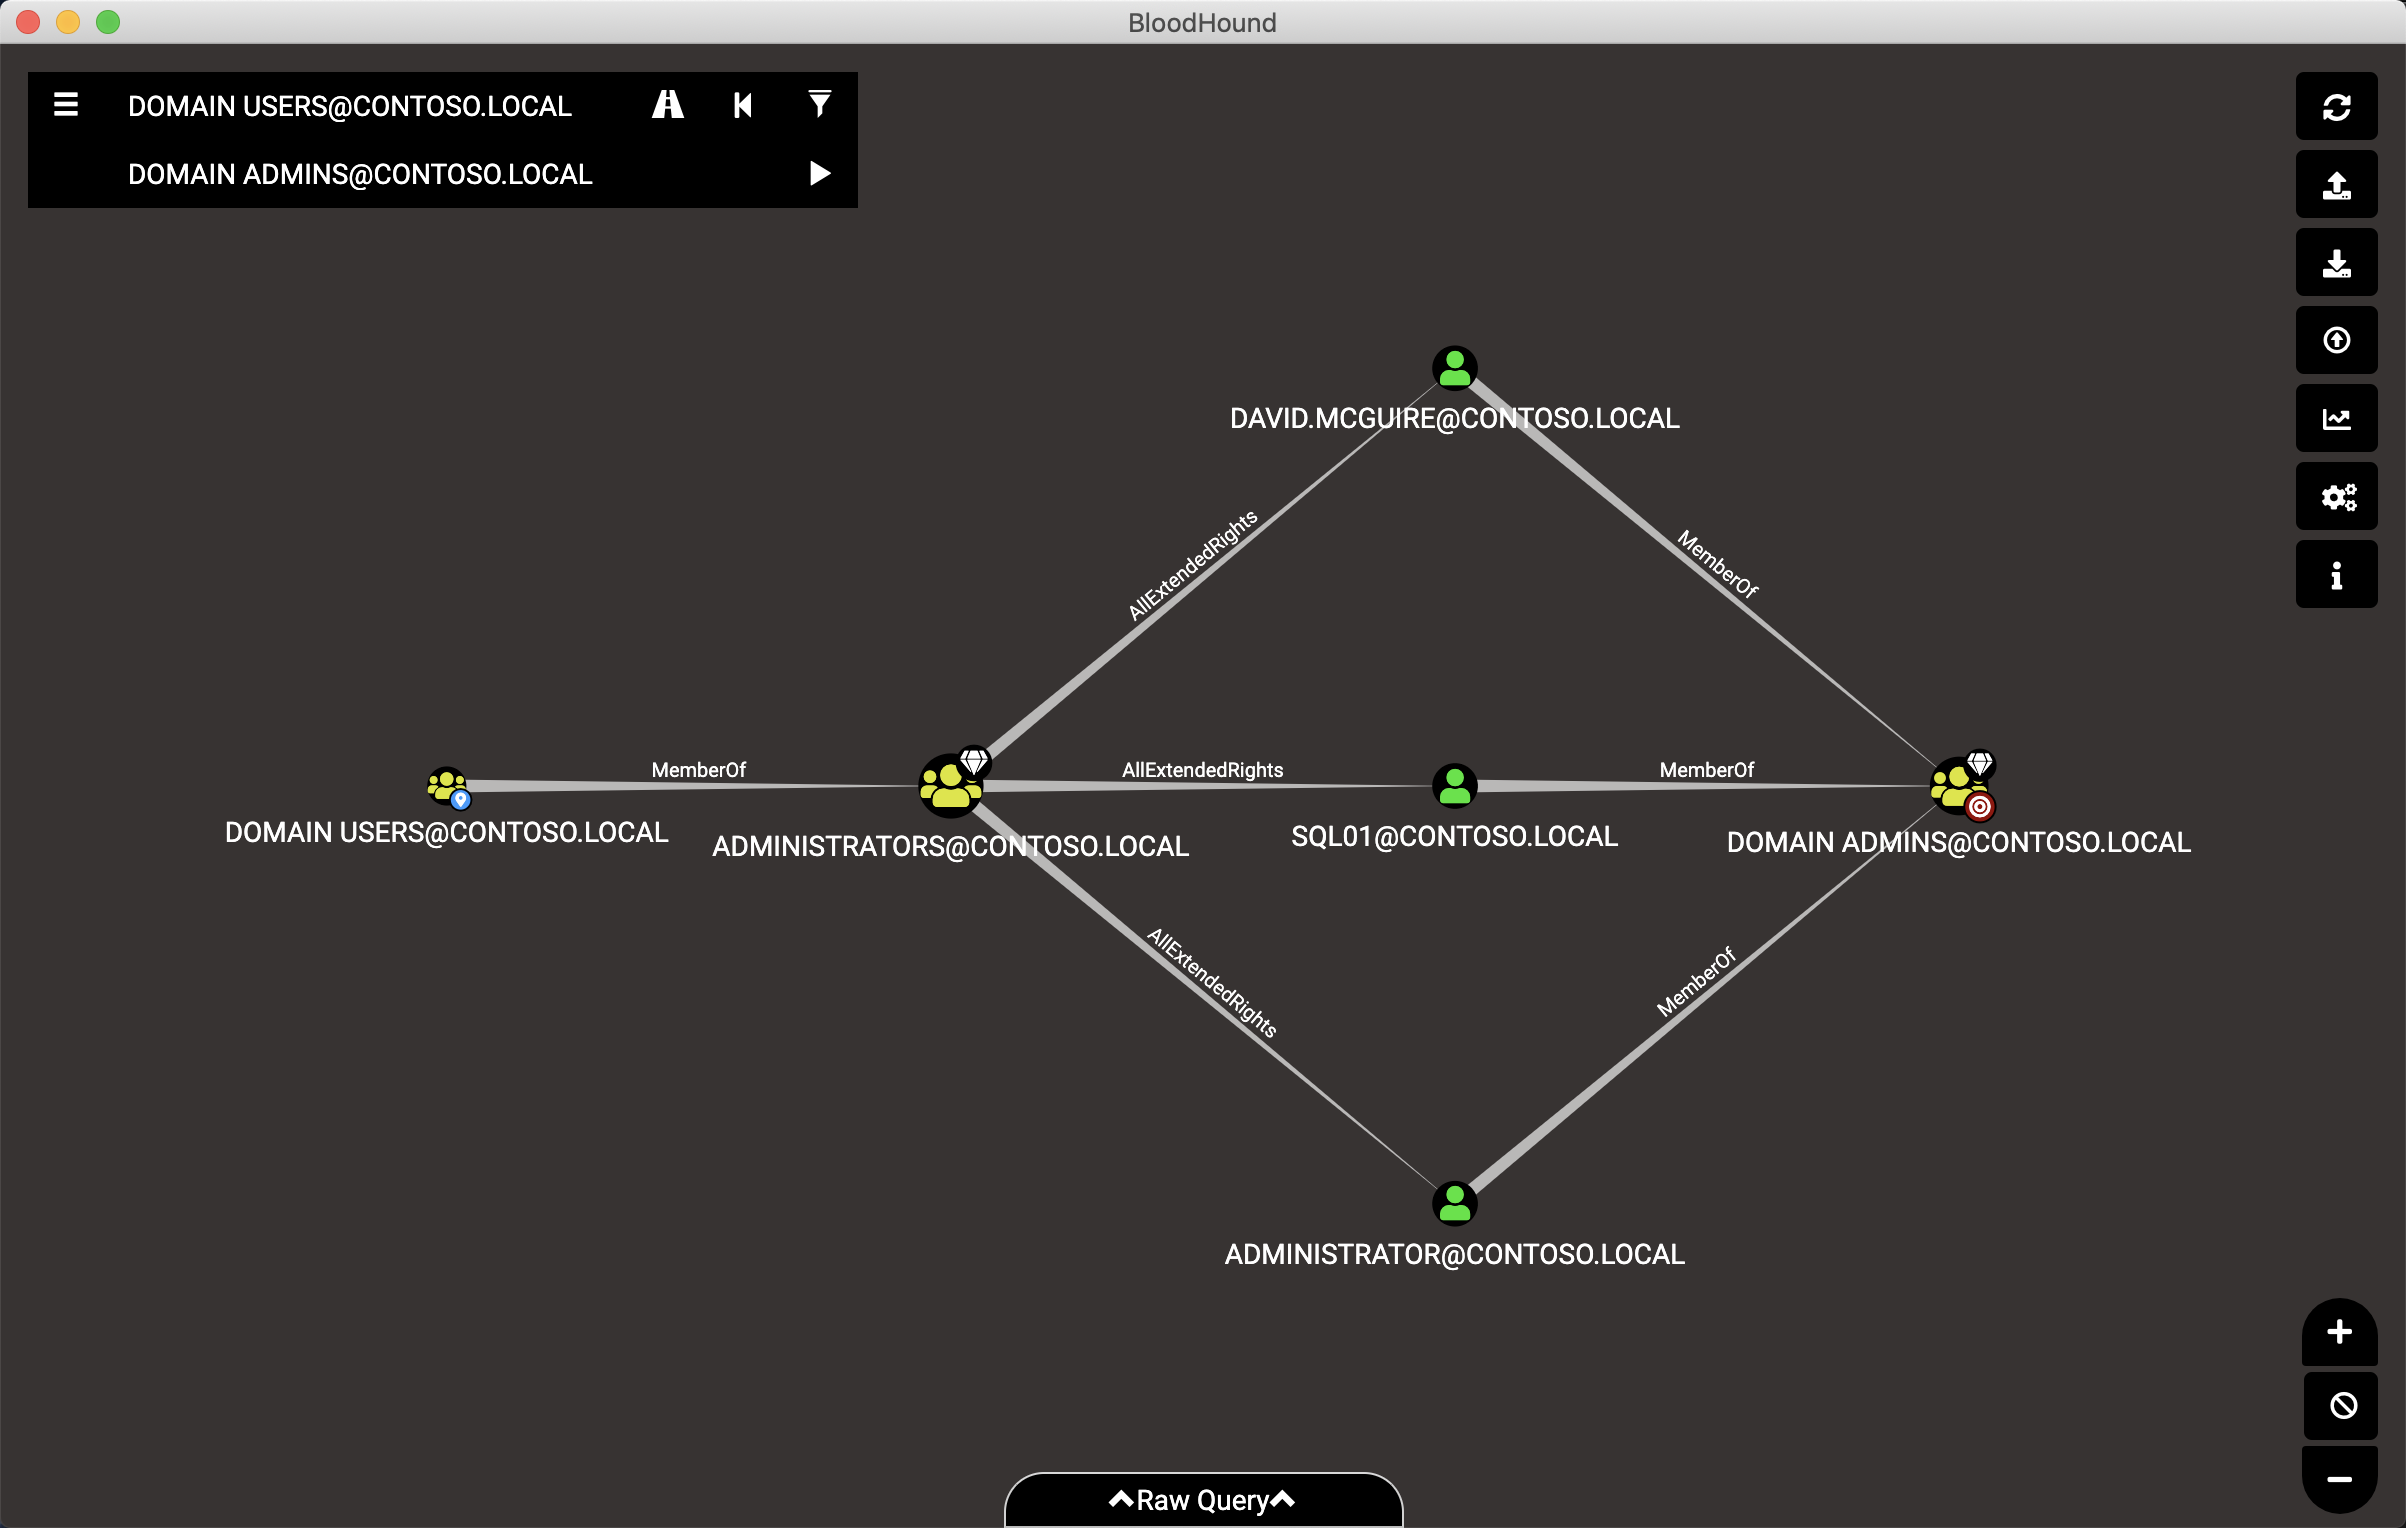 BloodHound
DOMAIN USERS@CONTOSO.LOCAL
DOMAIN ADMINS@CONTOSO.LOCAL
DAVID.MCGUIRE@CONTOSO.LOCAL
AllExtendedRights
MemberOf
MemberOf
AllExtendedRights
MemberOf
DOMAIN USERS@CONTOSO.LOCAL
ADMINISTRATORS@CONTOSO.LOCAL
SQL01@CONTOSO.LOCAL
DOMAIN ADMINS@CONTOSO.LOCAL
AllExtendedRights
MemberOf
ADMINISTRATOR@CONTOSO.LOCAL
Raw Query